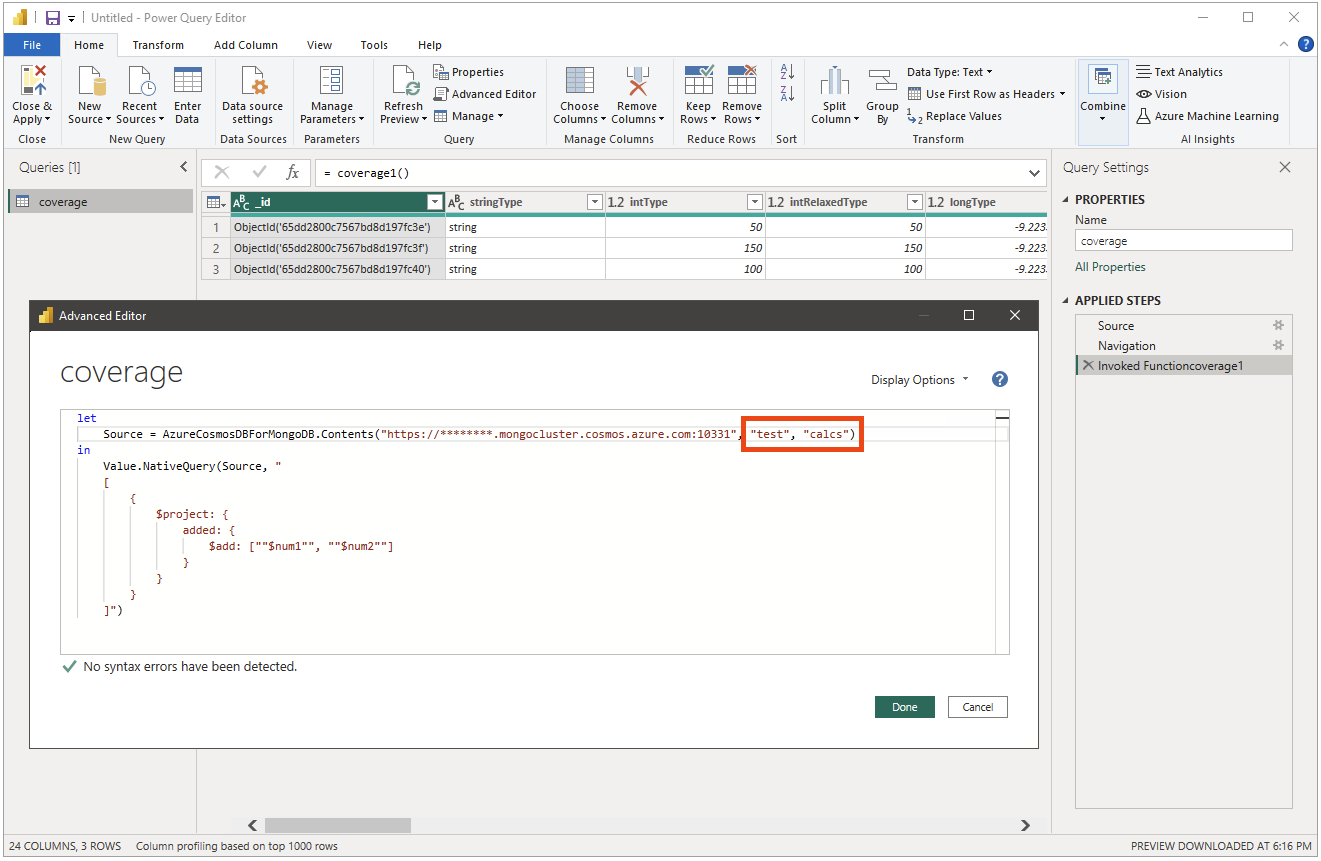 Untitled - Power Query Editor
File Home Transform Add Column View Tools Help
Close & Apply
New Source
Recent Sources
Enter Data
Data source settings
Manage Parameters
Refresh Preview
Properties
Advanced Editor
Manage
Choose Columns
Remove Columns
Keep Rows
Remove Rows
Split Column
Group By
Data Type: Text
Use First Row as Headers
Replace Values
Combine
Text Analytics
Vision
Azure Machine Learning
Close New Query Data Sources Parameters Query Manage Columns Reduce Rows Sort Transform AI Insights
Queries [1]
coverage
fx = coverage1()
ABC _id ABC stringType 1.2 intType 1.2 intRelaxedType 1.2 longType
1 ObjectId('65dd2800c7567bd8d197fc3e') string 50 50 -9.223
2 ObjectId('65dd2800c7567bd8d197fc3f') string 150 150 -9.223
3 ObjectId('65dd2800c7567bd8d197fc40') string 100 100 -9.223
Query Settings
PROPERTIES
Name
coverage
All Properties
APPLIED STEPS
Source
Navigation
Invoked Functioncoverage1
Advanced Editor
coverage
Display Options
?
let
Source = AzureCosmosDBForMongoDB.Contents("https://********.mongocluster.cosmos.azure.com:10331", "test", "calcs")
in
Value.NativeQuery(Source, "
[
{
$project: {
added: {
$add: [""$num1"", ""$num2""]
}
}
}
]")
No syntax errors have been detected.
Done Cancel
24 COLUMNS, 3 ROWS Column profiling based on top 1000 rows PREVIEW DOWNLOADED AT 6:16 PM